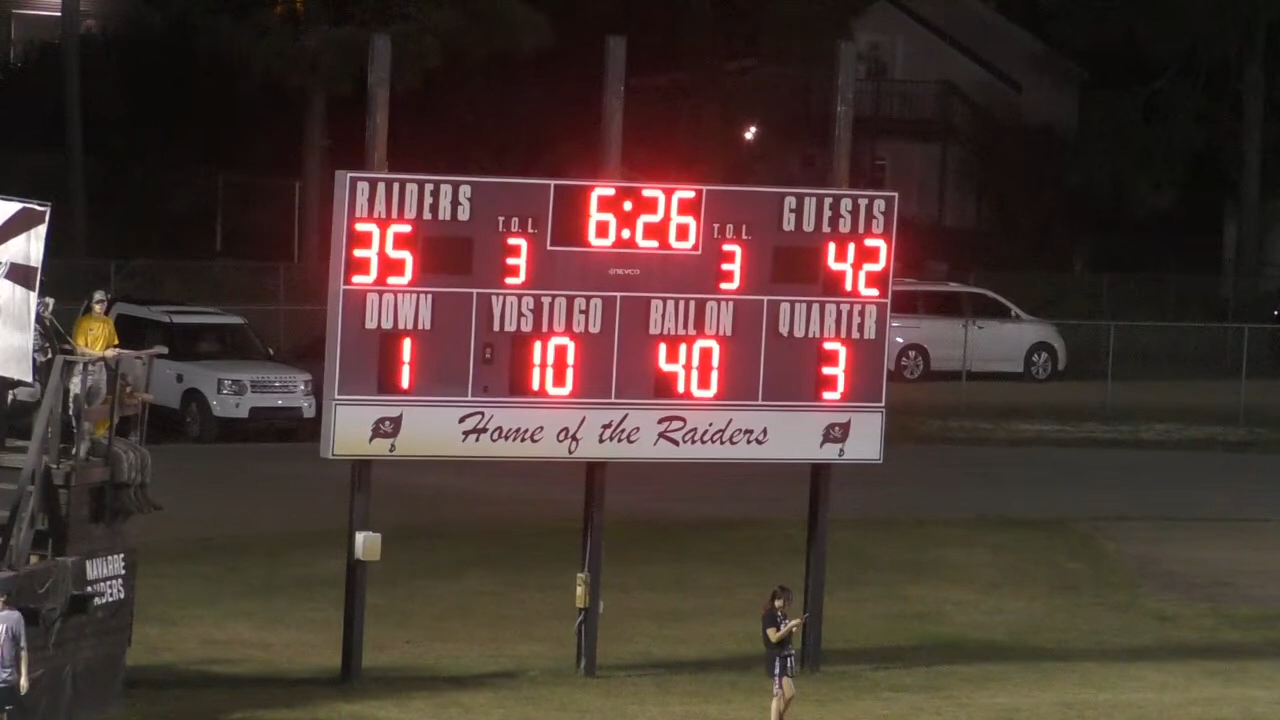 RAIDERS 6:26 GUESTS
35 T.O.L. 3 T.O.L. 3 42
NEVCO
DOWN YDS TO GO BALL ON QUARTER
1 10 40 3
Home of the Raiders
NAVARRE
RAIDERS